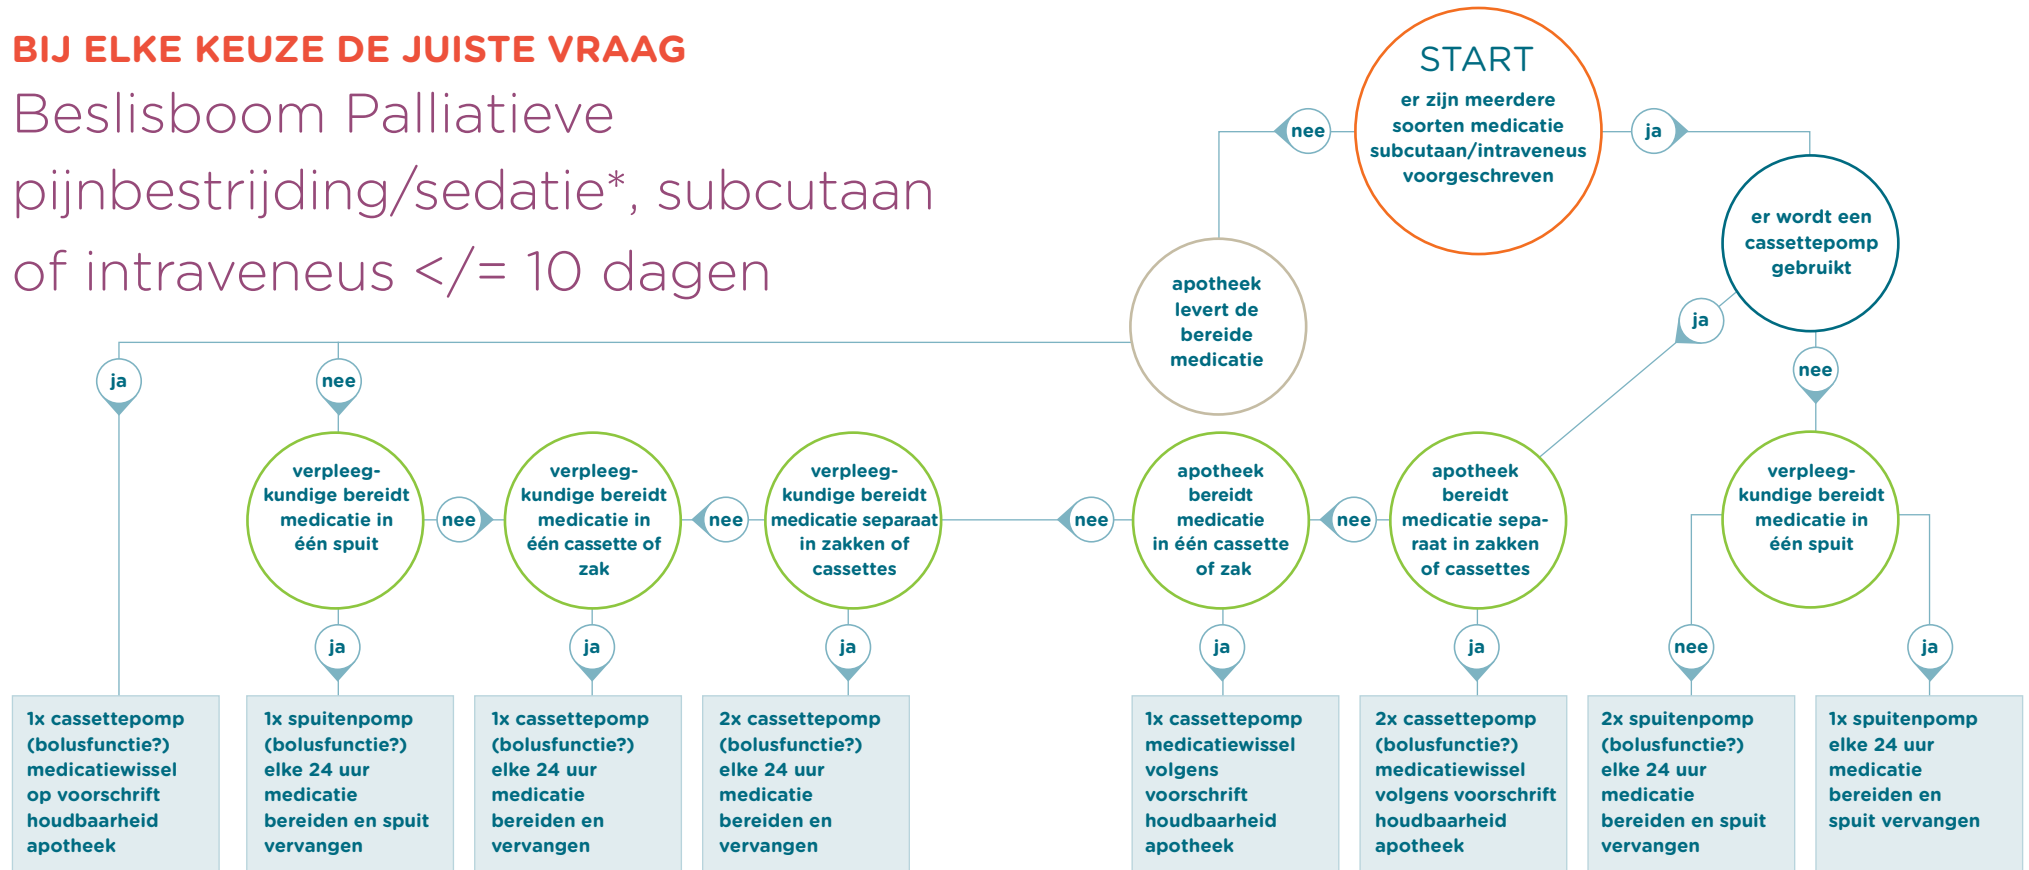 BIJ ELKE KEUZE DE JUISTE VRAAG
Beslisboom Palliatieve
pijnbestrijding/sedatie*, subcutaan
of intraveneus </= 10 dagen
START
er zijn meerdere
soorten medicatie
subcutaan/intraveneus
voorgeschreven
nee
ja
er wordt een
cassettepomp
gebruikt
apotheek
levert de
bereide
medicatie
ja
nee
ja
nee
verpleeg-
kundige bereidt
medicatie in
één spuit
nee
verpleeg-
kundige bereidt
medicatie in
één cassette of
zak
nee
verpleeg-
kundige bereidt
medicatie separaat
in zakken of
cassettes
nee
apotheek
bereidt
medicatie
in één cassette
of zak
nee
apotheek
bereidt
medicatie sepa-
raat in zakken
of cassettes
verpleeg-
kundige bereidt
medicatie in
één spuit
ja
ja
ja
ja
ja
nee
ja
1x cassettepomp
(bolusfunctie?)
medicatiewissel
op voorschrift
houdbaarheid
apotheek
1x spuitenpomp
(bolusfunctie?)
elke 24 uur
medicatie
bereiden en spuit
vervangen
1x cassettepomp
(bolusfunctie?)
elke 24 uur
medicatie
bereiden en
vervangen
2x cassettepomp
(bolusfunctie?)
elke 24 uur
medicatie
bereiden en
vervangen
1x cassettepomp
medicatiewissel
volgens
voorschrift
houdbaarheid
apotheek
2x cassettepomp
(bolusfunctie?)
medicatiewissel
volgens voorschrift
houdbaarheid
apotheek
2x spuitenpomp
(bolusfunctie?)
elke 24 uur
medicatie
bereiden en spuit
vervangen
1x spuitenpomp
elke 24 uur
medicatie
bereiden en
spuit vervangen